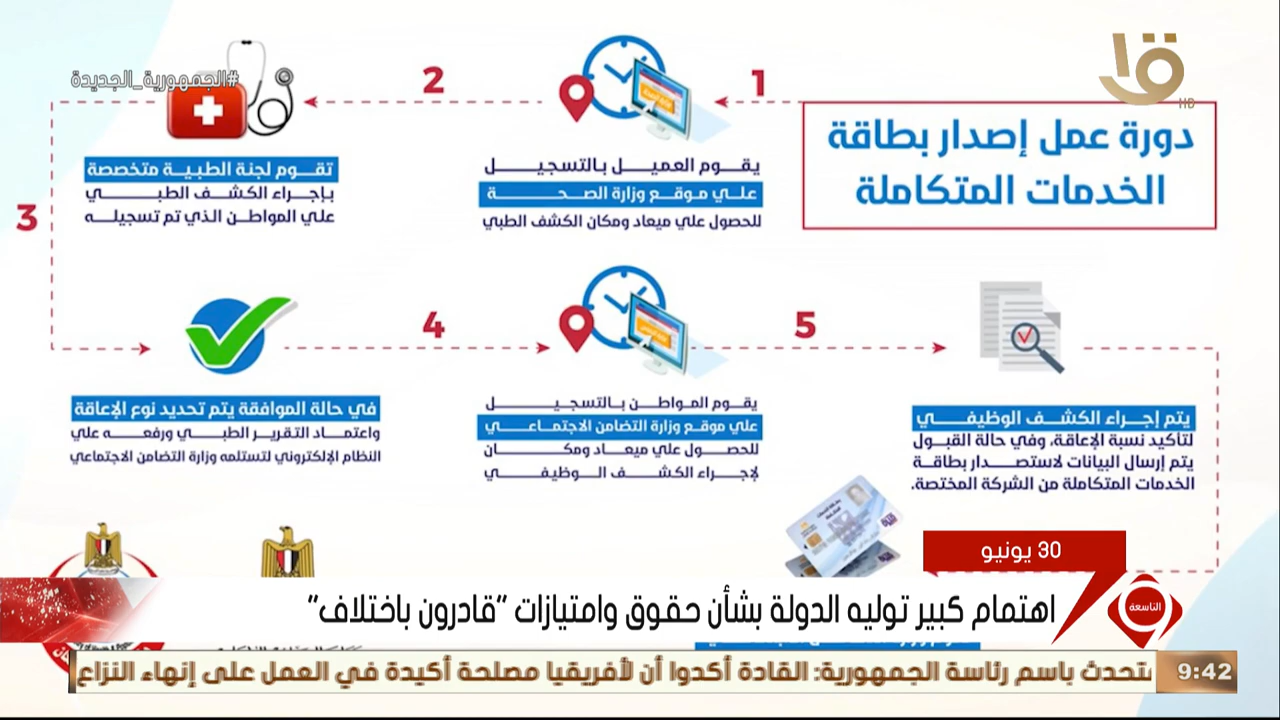 #الجمهورية_الجديدة
HD
دورة عمل إصدار بطاقة
الخدمات المتكاملة
1
يقوم العميل بالتسجيل
علي موقع وزارة الصحة
للحصول علي ميعاد ومكان الكشف الطبي
2
تقوم لجنة الطبية متخصصة
بإجراء الكشف الطبي
علي المواطن الذي تم تسجيله
3
في حالة الموافقة يتم تحديد نوع الإعاقة
واعتماد التقرير الطبي ورفعه علي
النظام الإلكتروني لتستلمه وزارة التضامن الاجتماعي
4
يقوم المواطن بالتسجيل
علي موقع وزارة التضامن الاجتماعي
للحصول علي ميعاد ومكان
لإجراء الكشف الوظيفي
5
يتم إجراء الكشف الوظيفي
لتأكيد نسبة الإعاقة، وفي حالة القبول
يتم إرسال البيانات لاستصدار بطاقة
الخدمات المتكاملة من الشركة المختصة.
30 يونيو
التاسعة
اهتمام كبير توليه الدولة بشأن حقوق وامتيازات "قادرون باختلاف"
9:42
متحدث باسم رئاسة الجمهورية: القادة أكدوا أن لأفريقيا مصلحة أكيدة في العمل على إنهاء النزاع